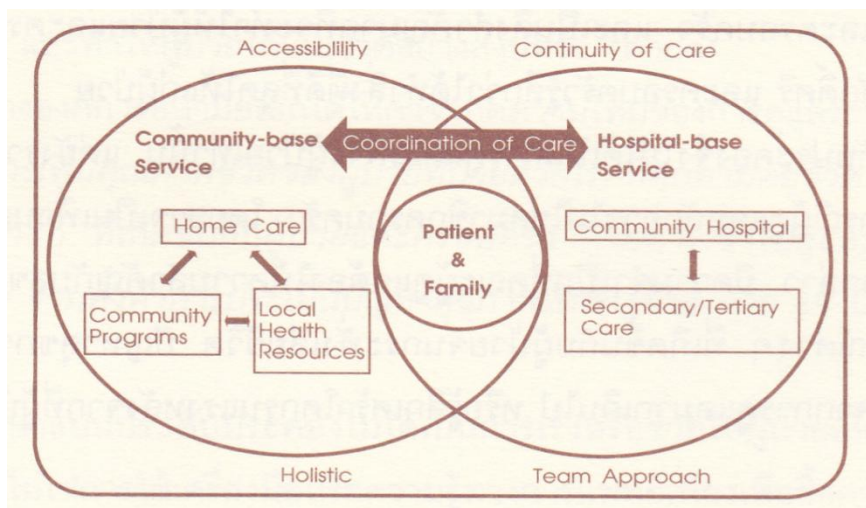 Accessiblility
Continuity of Care
Community-base
Service
Coordination of Care
Hospital-base
Service
Home Care
Patient
&
Family
Community Hospital
Community
Programs
Local
Health
Resources
Secondary/Tertiary
Care
Holistic
Team Approach